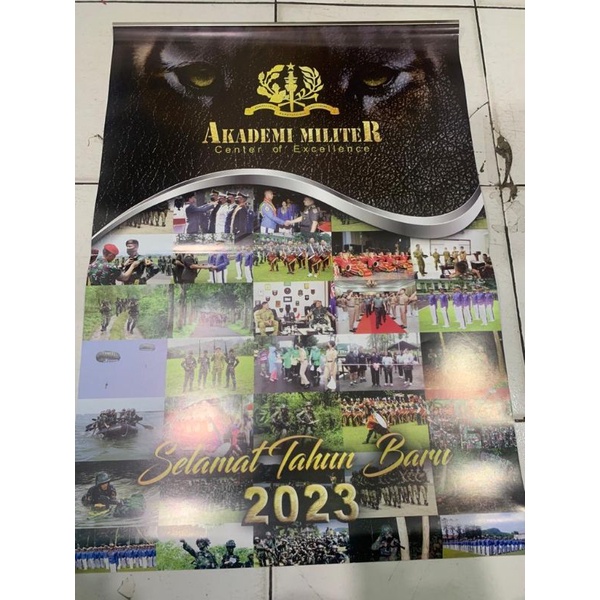 AKADEMI MILITER
Center of Excellence
Selamat Tahun Baru
2023